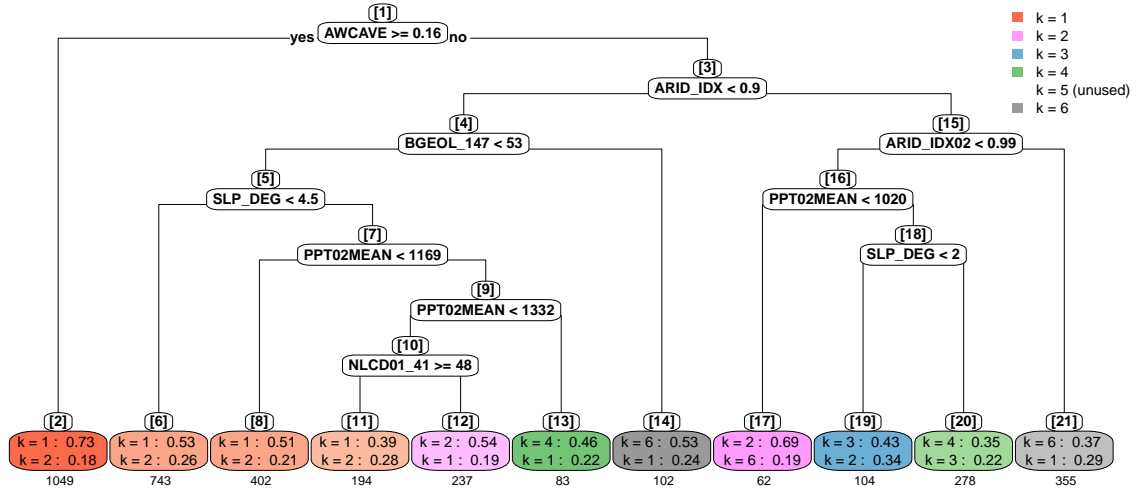 [1]
AWCAVE >= 0.16
yes
no
k = 1
k = 2
k = 3
k = 4
k = 5 (unused)
k = 6
[3]
ARID_IDX < 0.9
[4]
BGEOL_147 < 53
[15]
ARID_IDX02 < 0.99
[5]
SLP_DEG < 4.5
[16]
PPT02MEAN < 1020
[7]
PPT02MEAN < 1169
[18]
SLP_DEG < 2
[9]
PPT02MEAN < 1332
[10]
NLCD01_41 >= 48
[2]
k = 1 : 0.73
k = 2 : 0.18
1049
[6]
k = 1 : 0.53
k = 2 : 0.26
743
[8]
k = 1 : 0.51
k = 2 : 0.21
402
[11]
k = 1 : 0.39
k = 2 : 0.28
194
[12]
k = 2 : 0.54
k = 1 : 0.19
237
[13]
k = 4 : 0.46
k = 1 : 0.22
83
[14]
k = 6 : 0.53
k = 1 : 0.24
102
[17]
k = 2 : 0.69
k = 6 : 0.19
62
[19]
k = 3 : 0.43
k = 2 : 0.34
104
[20]
k = 4 : 0.35
k = 3 : 0.22
278
[21]
k = 6 : 0.37
k = 1 : 0.29
355